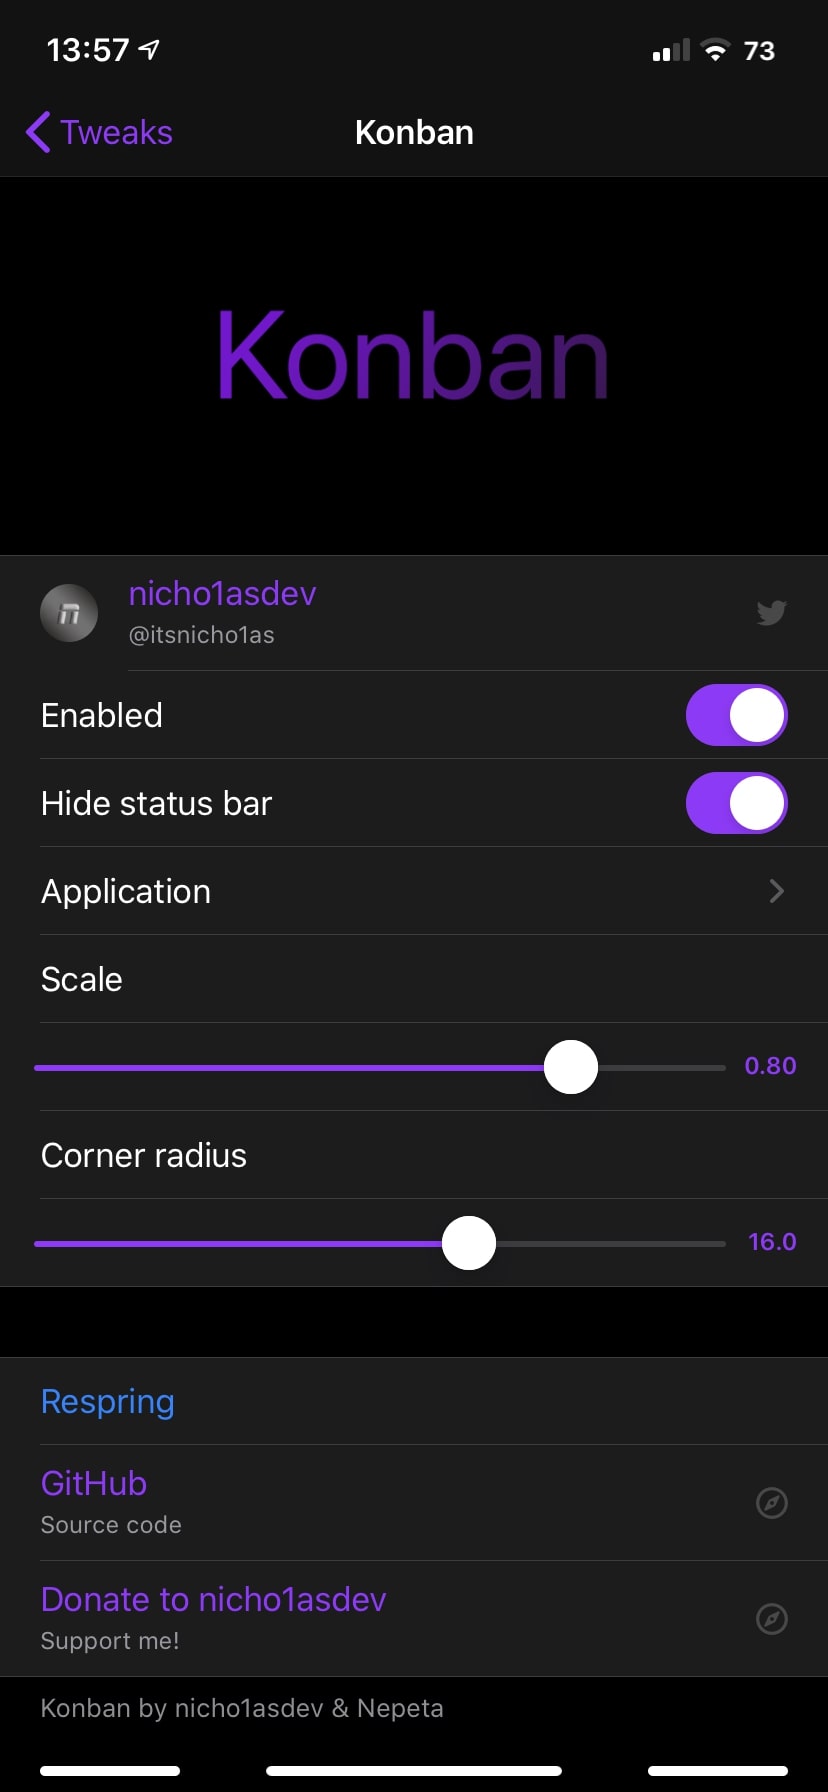 13:57
73
Tweaks
Konban
Konban
nicho1asdev
@itsnicho1as
Enabled
Hide status bar
Application
Scale
0.80
Corner radius
16.0
Respring
GitHub
Source code
Donate to nicho1asdev
Support me!
Konban by nicho1asdev & Nepeta